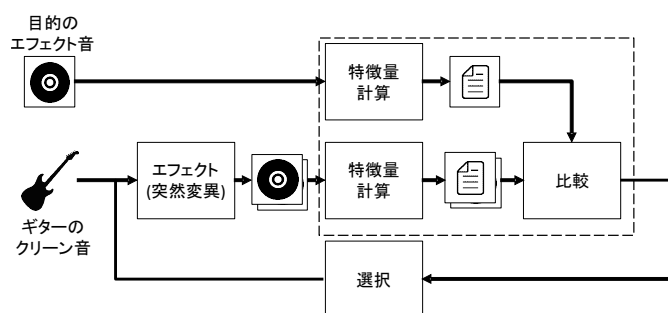 目的の
エフェクト音
特徴量
計算
エフェクト
(突然変異)
特徴量
計算
比較
ギターの
クリーン音
選択